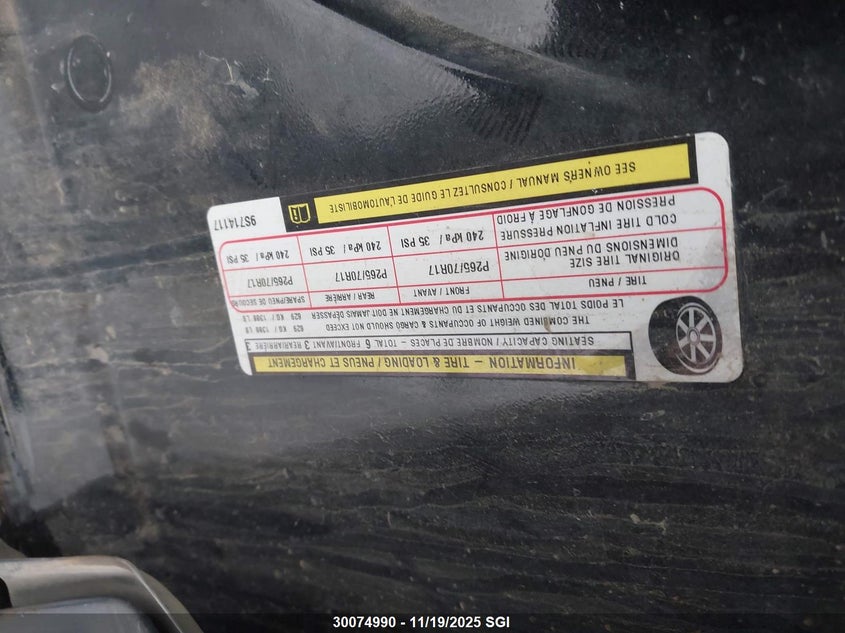 INFORMATION – TIRE & LOADING / PNEUS ET CHARGEMENT
SEATING CAPACITY / NOMBRE DE PLACES – TOTAL 6 FRONT/AVANT 3 REAR/ARRIÈRE 3
THE COMBINED WEIGHT OF OCCUPANTS & CARGO SHOULD NOT EXCEED 629 KG / 1388 LB
LE POIDS TOTAL DES OCCUPANTS ET DU CHARGEMENT NE DOIT JAMAIS DÉPASSER 629 KG / 1388 LB
TIRE / PNEU FRONT / AVANT REAR / ARRIÈRE SPARE/PNEU DE SECOURS
ORIGINAL TIRE SIZE
DIMENSIONS DU PNEU D'ORIGINE P265/70R17 P265/70R17 P265/70R17
COLD TIRE INFLATION PRESSURE
PRESSION DE GONFLAGE À FROID 240 kPa / 35 PSI 240 kPa / 35 PSI 240 kPa / 35 PSI
SEE OWNERS MANUAL / CONSULTEZ LE GUIDE DE L'AUTOMOBILISTE
9S714117
30074990 - 11/19/2025 SGI